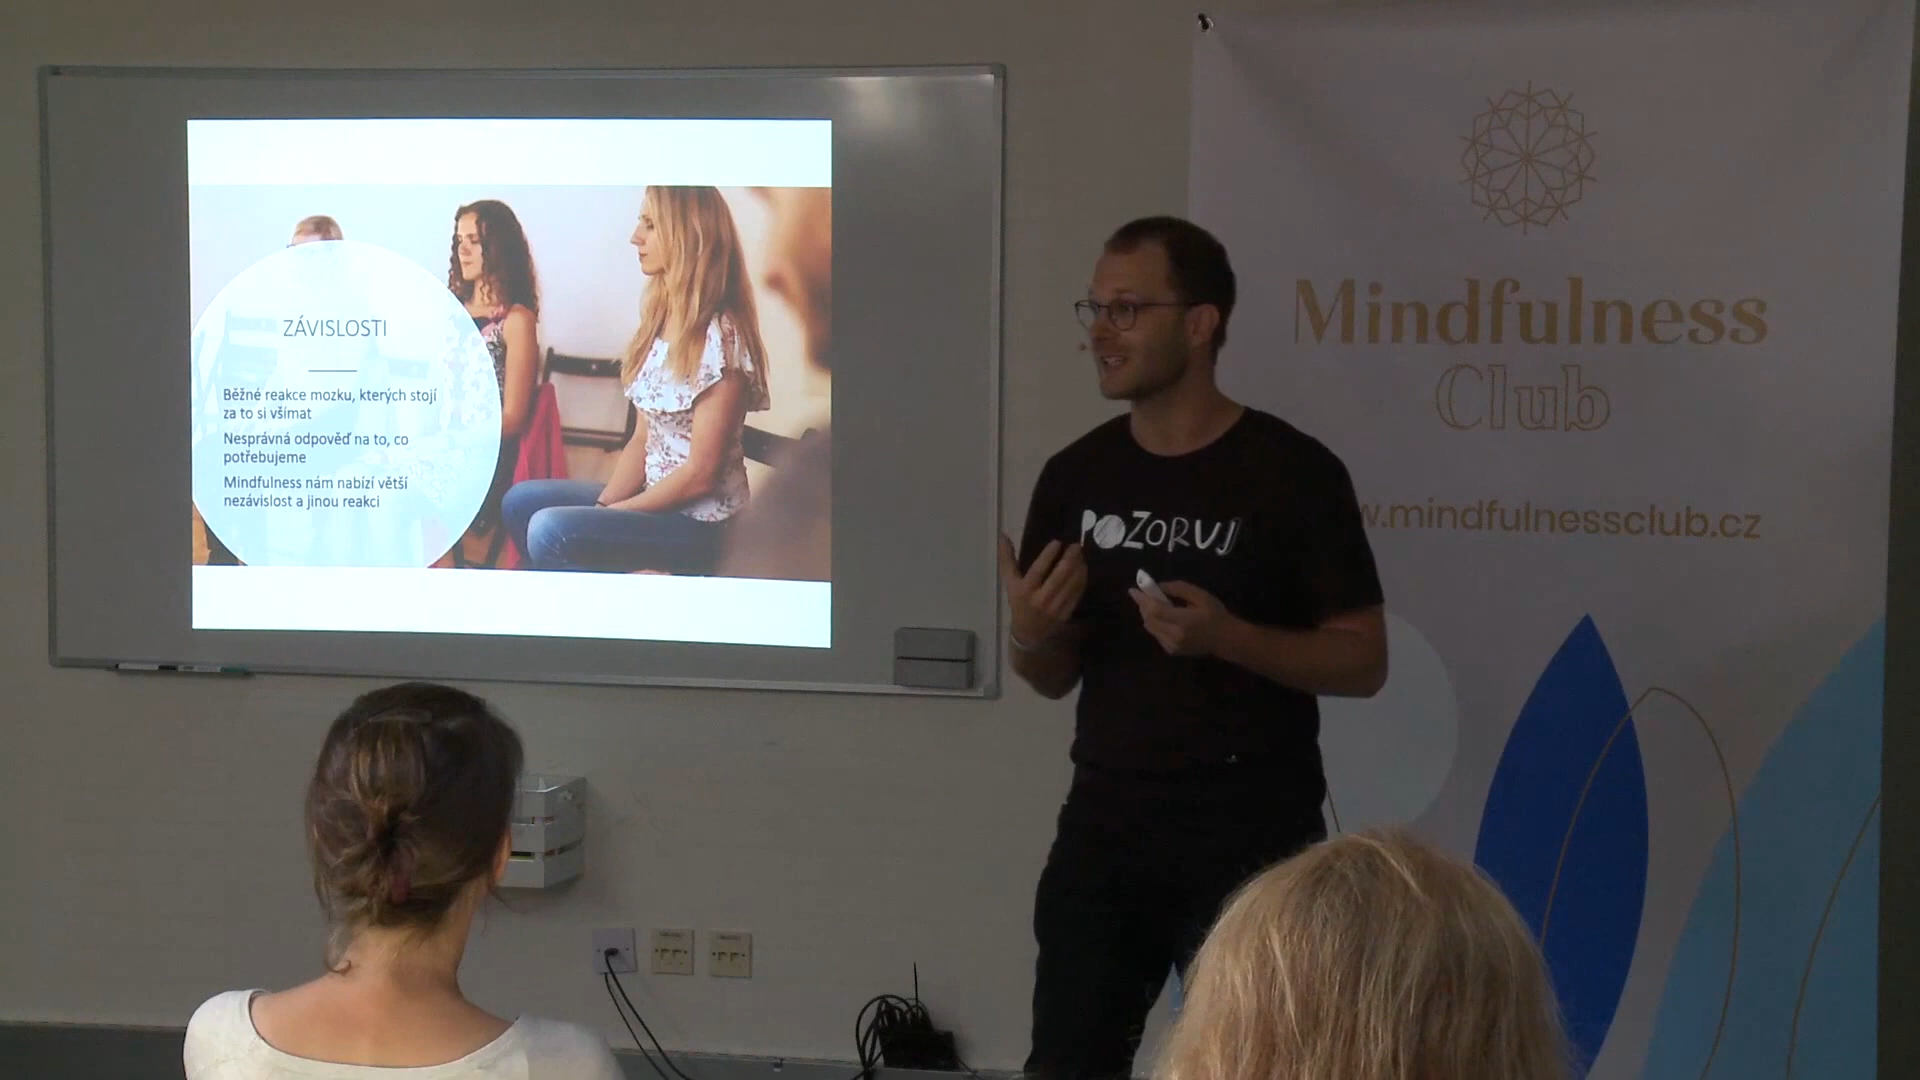 ZÁVISLOSTI
Běžné reakce mozku, kterých stojí
za to si všímat
Nesprávná odpověď na to, co
potřebujeme
Mindfulness nám nabízí větší
nezávislost a jinou reakci
POZORUJ
Mindfulness
Club
w.mindfulnessclub.cz